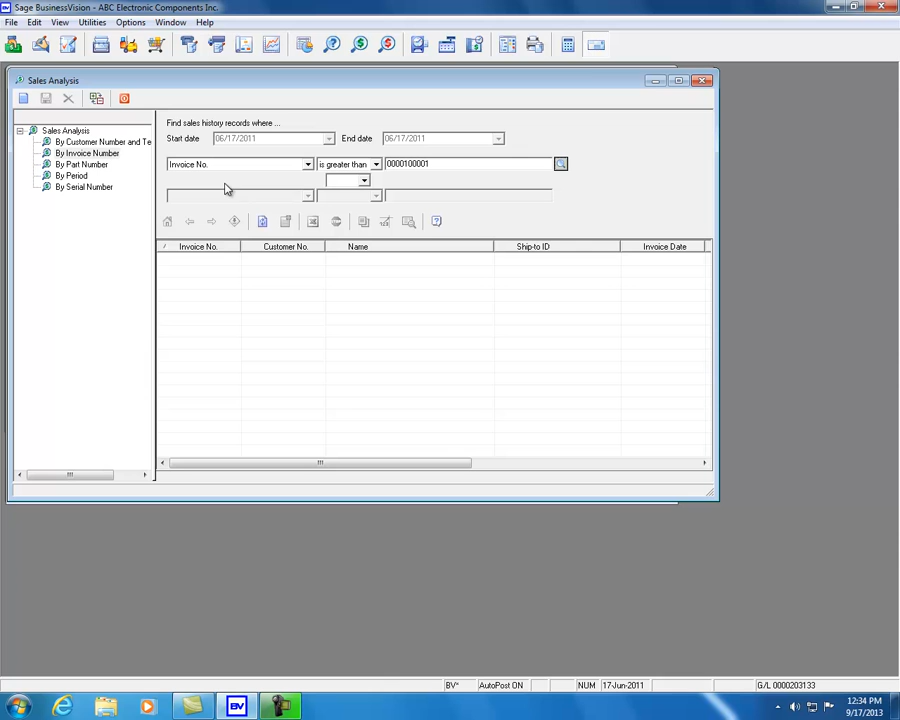 Sage BusinessVision - ABC Electronic Components Inc.
File Edit View Utilities Options Window Help
Sales Analysis
Find sales history records where ...
Start date 06/17/2011 End date 06/17/2011
Sales Analysis
By Customer Number and Te
By Invoice Number
By Part Number
By Period
By Serial Number
Invoice No. is greater than 0000100001
Invoice No. Customer No. Name Ship-to ID Invoice Date
BV* AutoPost ON NUM 17-Jun-2011 G/L 0000203133
BV
12:34 PM
9/17/2013